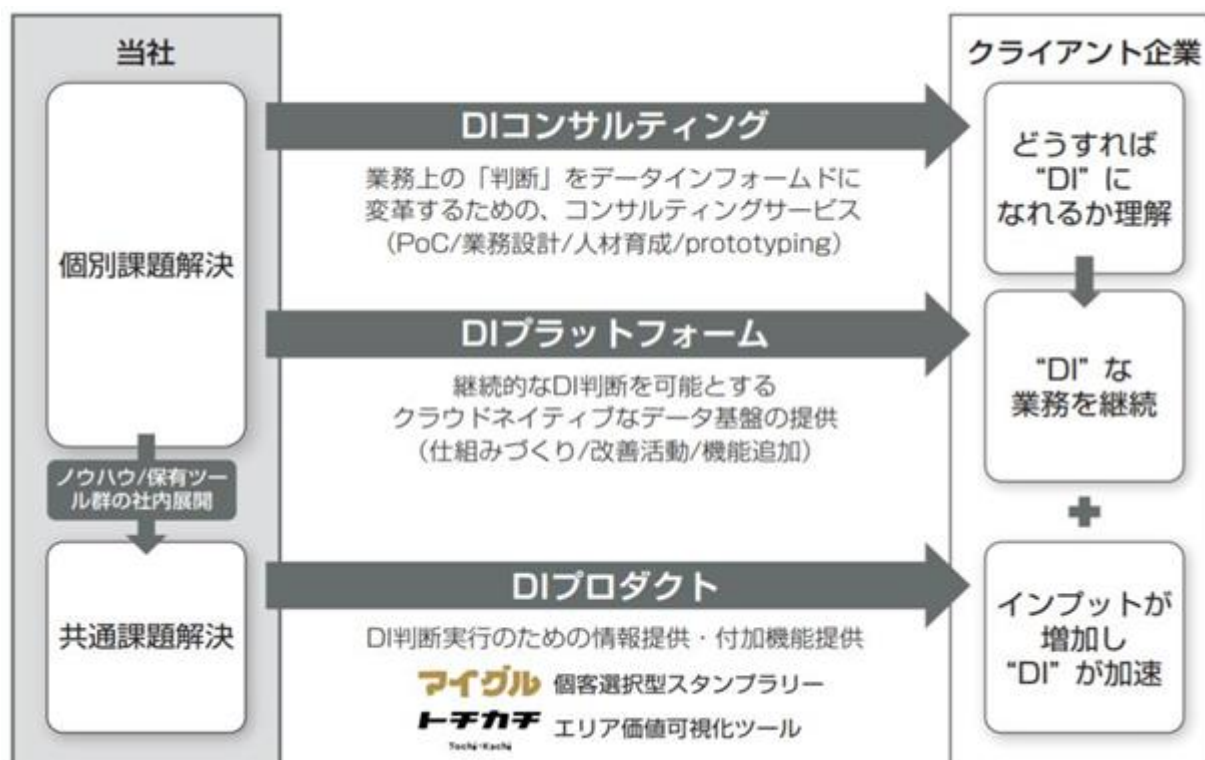 当社
個別課題解決
ノウハウ/保有ツー
ル群の社内展開
共通課題解決
DIコンサルティング
業務上の「判断」をデータインフォームドに
変革するための、コンサルティングサービス
（PoC/業務設計/人材育成/prototyping）
DIプラットフォーム
継続的なDI判断を可能とする
クラウドネイティブなデータ基盤の提供
（仕組みづくり/改善活動/機能追加）
DIプロダクト
DI判断実行のための情報提供・付加機能提供
マイグル 個客選択型スタンプラリー
トチカチ エリア価値可視化ツール
Tochi-Kachi
クライアント企業
どうすれば
“DI”に
なれるか理解
“DI”な
業務を継続
インプットが
増加し
“DI”が加速